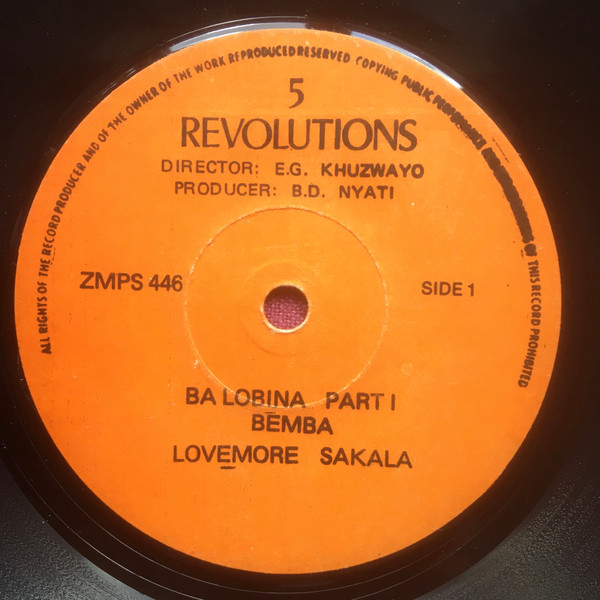 ALL RIGHTS OF THE RECORD PRODUCER AND OF THE OWNER OF THE WORK REPRODUCED RESERVED COPYING PUBLIC PERFORMANCE OF THIS RECORD PROHIBITED
5
REVOLUTIONS
DIRECTOR: E.G. KHUZWAYO
PRODUCER: B.D. NYATI
ZMPS 446
SIDE 1
BA LOBINA PART I
BEMBA
LOVEMORE SAKALA